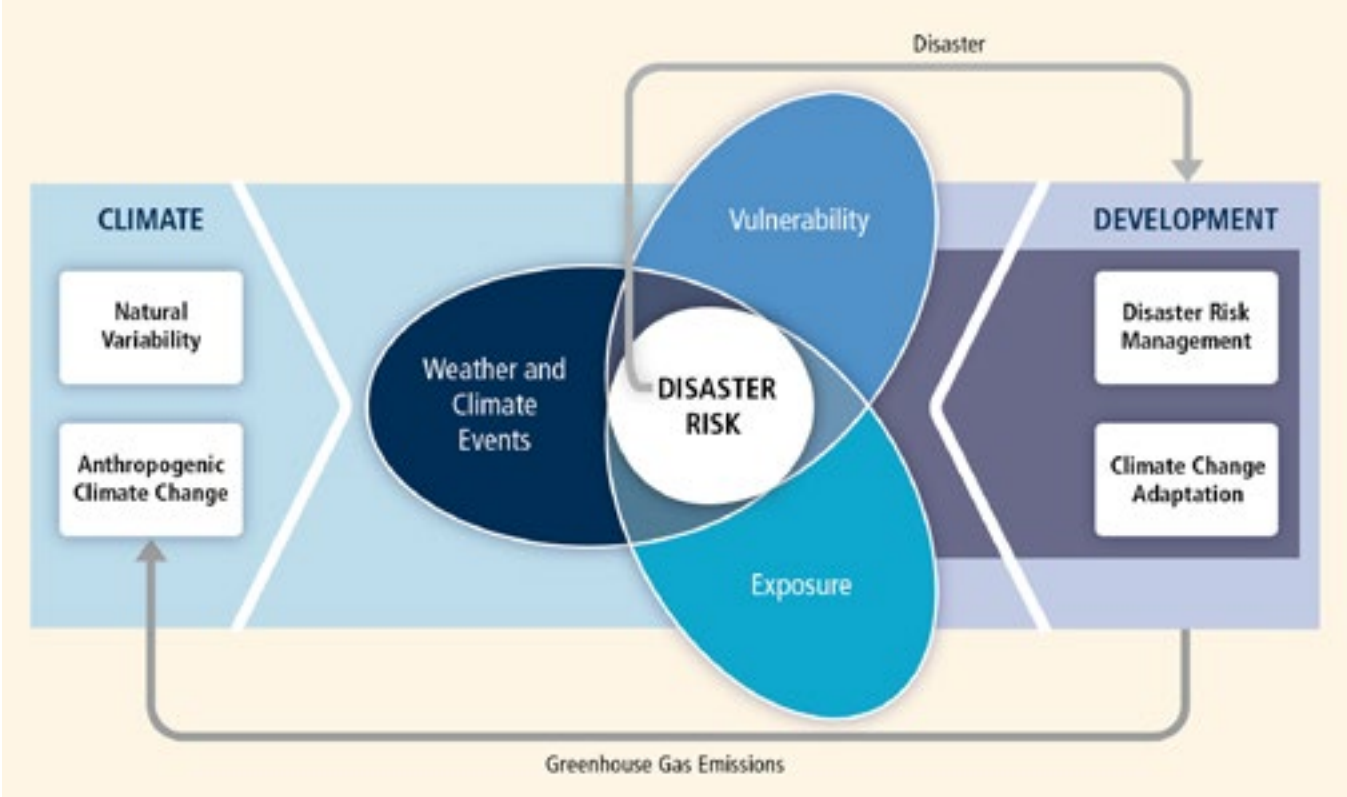 Disaster
CLIMATE
Natural
Variability
Anthropogenic
Climate Change
Weather and
Climate
Events
Vulnerability
DISASTER
RISK
Exposure
DEVELOPMENT
Disaster Risk
Management
Climate Change
Adaptation
Greenhouse Gas Emissions